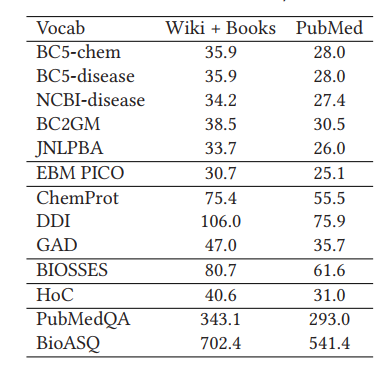 Vocab Wiki + Books PubMed
BC5-chem 35.9 28.0
BC5-disease 35.9 28.0
NCBI-disease 34.2 27.4
BC2GM 38.5 30.5
JNLPBA 33.7 26.0
EBM PICO 30.7 25.1
ChemProt 75.4 55.5
DDI 106.0 75.9
GAD 47.0 35.7
BIOSSES 80.7 61.6
HoC 40.6 31.0
PubMedQA 343.1 293.0
BioASQ 702.4 541.4